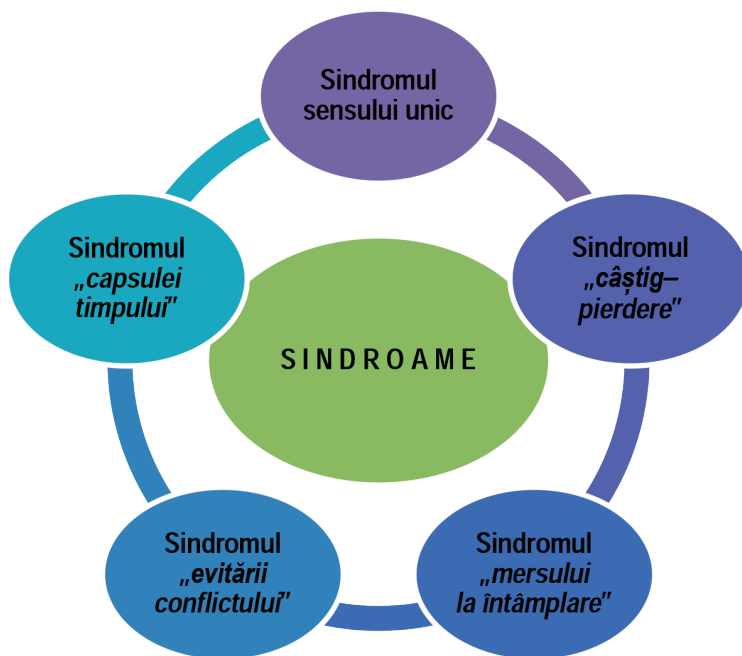 Sindromul
sensului unic
Sindromul
„câștig–
pierdere”
Sindromul
„mersului
la întâmplare”
Sindromul
„evitării
conflictului”
Sindromul
„capsulei
timpului”
SINDROAME